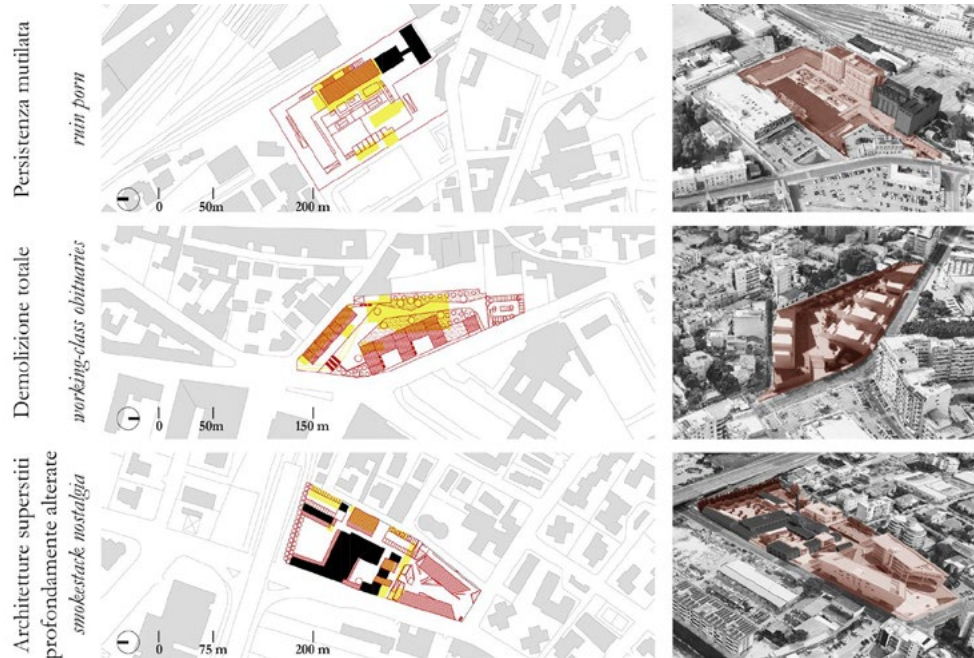 Persistenza mutilata
ruin porn
0 50m 200 m
Demolizione totale
working-class obituaries
0 50m 150 m
Architetture superstiti
profondamente alterate
smokestack nostalgia
0 75 m 200 m